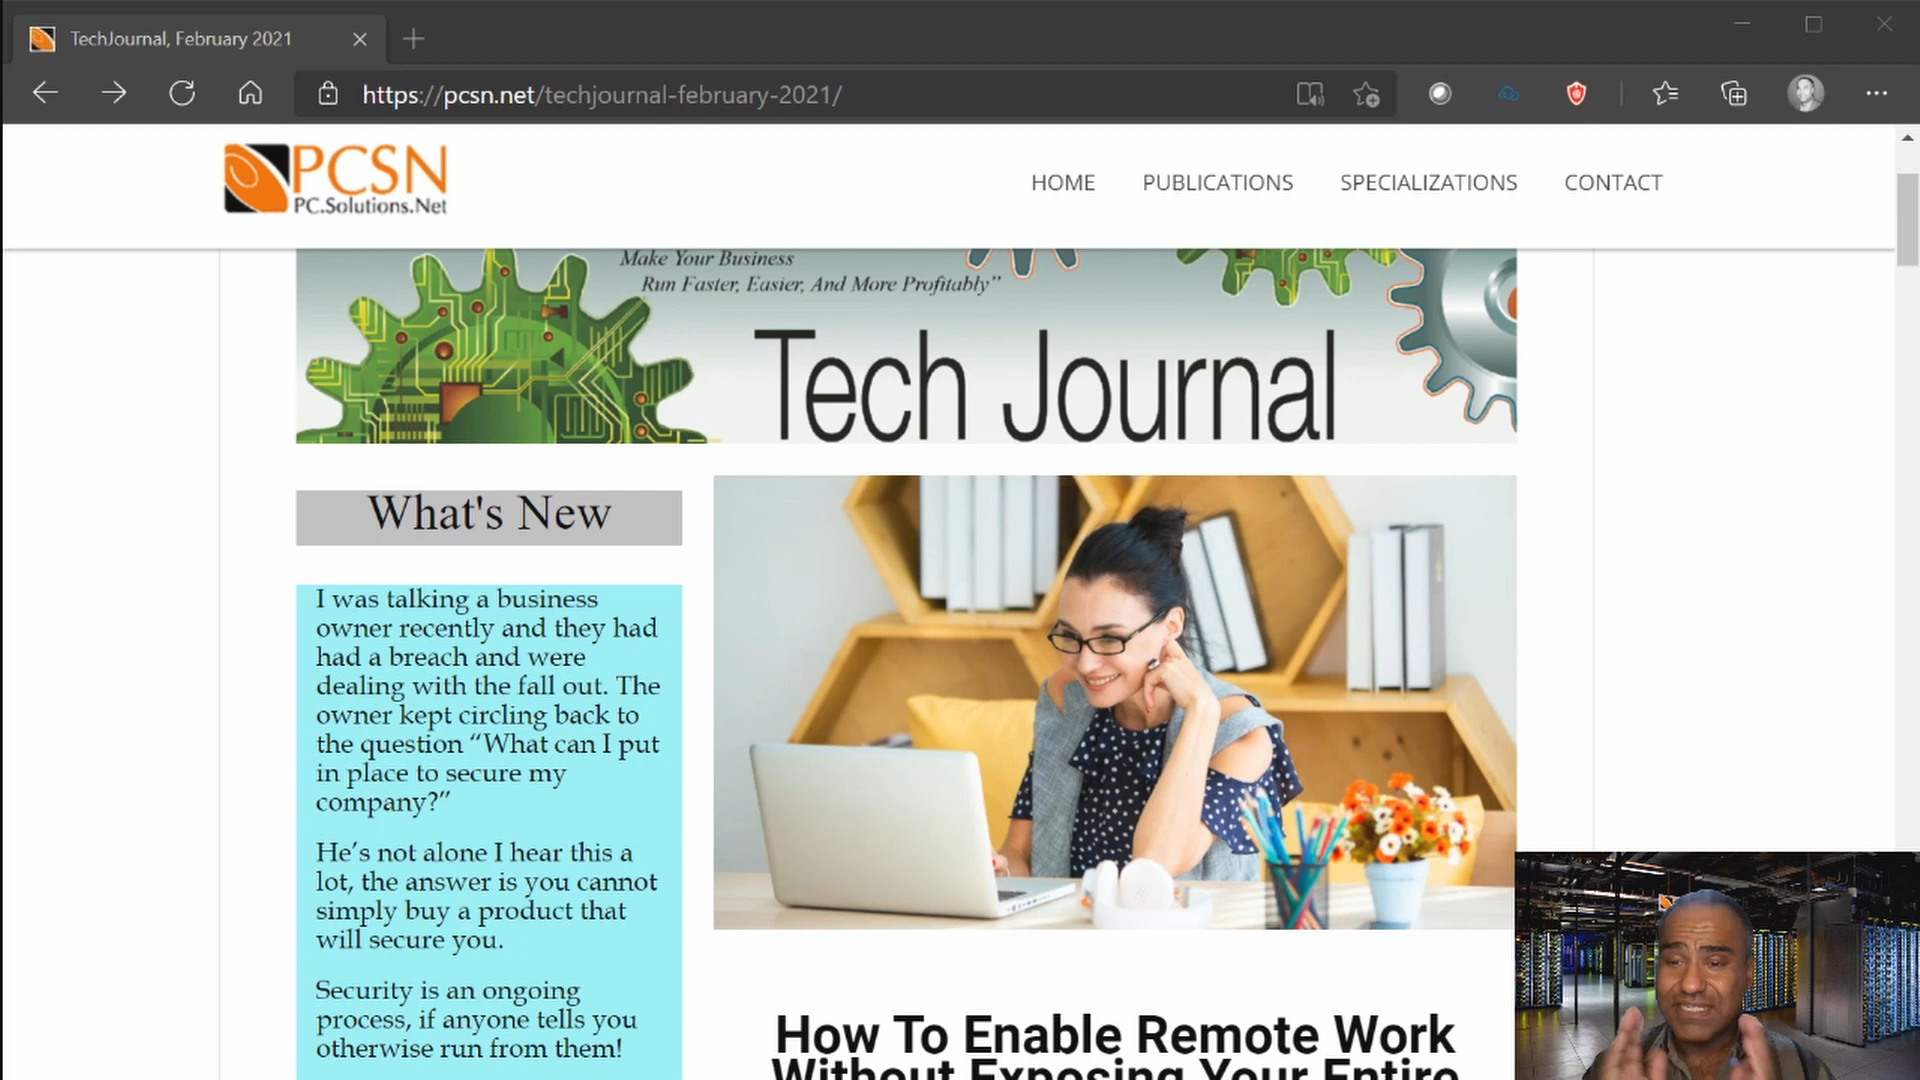 TechJournal, February 2021
https://pcsn.net/techjournal-february-2021/
PCSN
PC.Solutions.Net
HOME PUBLICATIONS SPECIALIZATIONS CONTACT
Make Your Business
Run Faster, Easier, And More Profitably”
Tech Journal
What's New
I was talking a business
owner recently and they had
had a breach and were
dealing with the fall out. The
owner kept circling back to
the question “What can I put
in place to secure my
company?”
He’s not alone I hear this a
lot, the answer is you cannot
simply buy a product that
will secure you.
Security is an ongoing
process, if anyone tells you
otherwise run from them!
How To Enable Remote Work
Without Exposing Your Entire